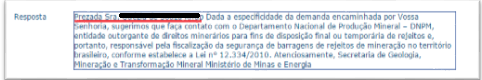 Resposta
Prezada Sra. Dada a especificidade da demanda encaminhada por Vossa
Senhoria, sugerimos que faça contato com o Departamento Nacional de Produção Mineral – DNPM,
entidade outorgante de direitos minerários para fins de disposição final ou temporária de rejeitos e,
portanto, responsável pela fiscalização da segurança de barragens de rejeitos de mineração no território
brasileiro, conforme estabelece a Lei nº 12.334/2010. Atenciosamente, Secretaria de Geologia,
Mineração e Transformação Mineral Ministério de Minas e Energia